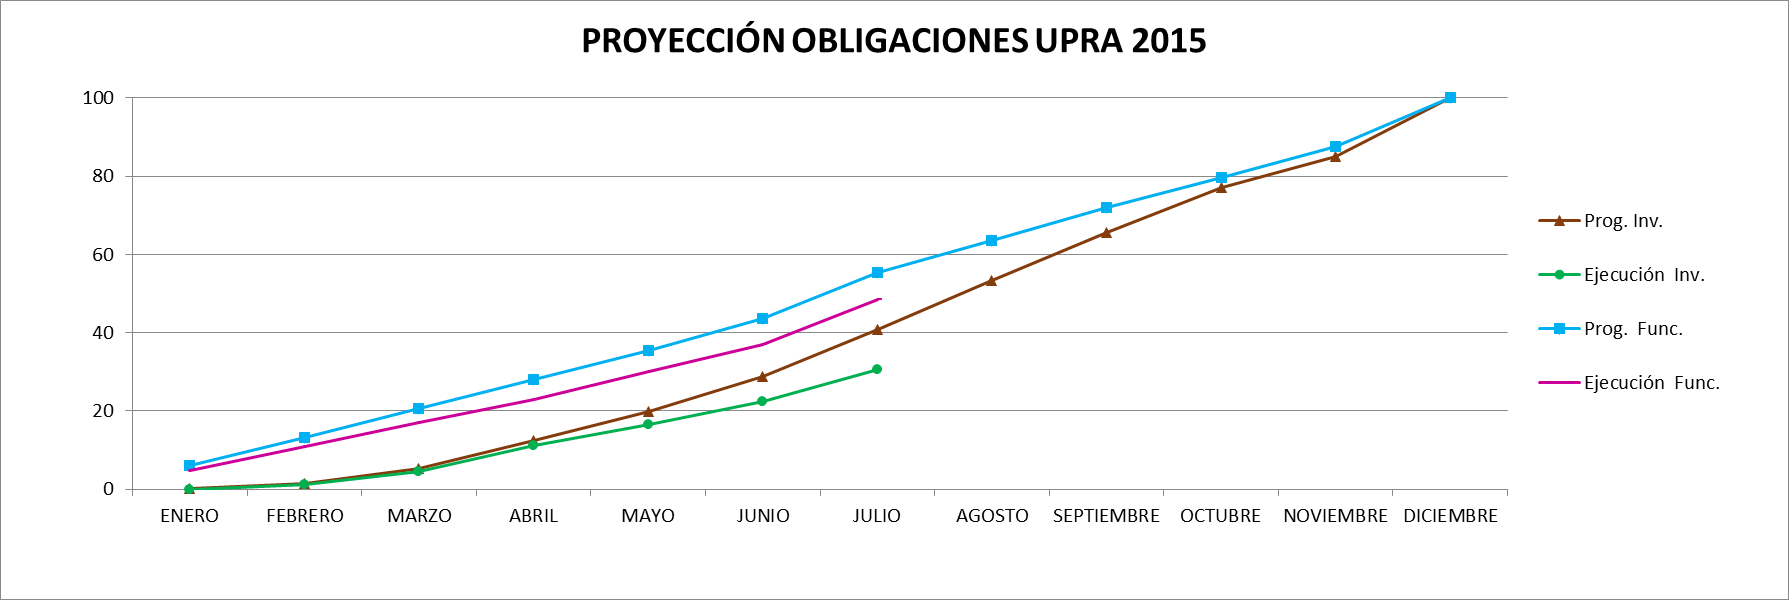 PROYECCIÓN OBLIGACIONES UPRA 2015
100
80
60
40
20
0
ENERO FEBRERO MARZO ABRIL MAYO JUNIO JULIO AGOSTO SEPTIEMBRE OCTUBRE NOVIEMBRE DICIEMBRE
Prog. Inv.
Ejecución Inv.
Prog. Func.
Ejecución Func.